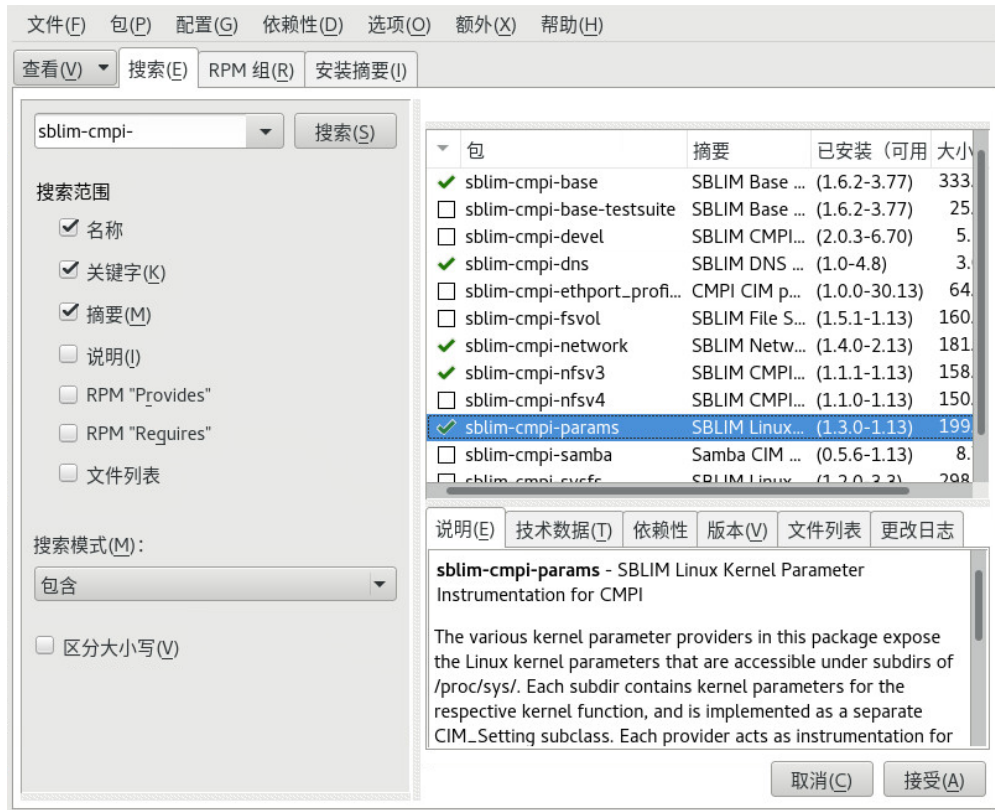 文件(F) 包(P) 配置(G) 依赖性(D) 选项(O) 额外(X) 帮助(H)
查看(V) 搜索(E) RPM 组(R) 安装摘要(I)
sblim-cmpi- 搜索(S)
搜索范围
名称
关键字(K)
摘要(M)
说明(I)
RPM "Provides"
RPM "Requires"
文件列表
搜索模式(M)：
包含
区分大小写(V)
包 摘要 已安装（可用 大小
sblim-cmpi-base SBLIM Base ... (1.6.2-3.77) 333.
sblim-cmpi-base-testsuite SBLIM Base ... (1.6.2-3.77) 25.
sblim-cmpi-devel SBLIM CMPI... (2.0.3-6.70) 5.
sblim-cmpi-dns SBLIM DNS ... (1.0-4.8) 3.
sblim-cmpi-ethport_profi... CMPI CIM p... (1.0.0-30.13) 64.
sblim-cmpi-fsvol SBLIM File S... (1.5.1-1.13) 160.
sblim-cmpi-network SBLIM Netw... (1.4.0-2.13) 181.
sblim-cmpi-nfsv3 SBLIM CMPI... (1.1.1-1.13) 158.
sblim-cmpi-nfsv4 SBLIM CMPI... (1.1.0-1.13) 150.
sblim-cmpi-params SBLIM Linux... (1.3.0-1.13) 199.
sblim-cmpi-samba Samba CIM ... (0.5.6-1.13) 8.
sblim-cmpi-sysfs SBLIM Linux... (1.2.0-3.3) 298
说明(E) 技术数据(T) 依赖性 版本(V) 文件列表 更改日志
sblim-cmpi-params - SBLIM Linux Kernel Parameter
Instrumentation for CMPI
The various kernel parameter providers in this package expose
the Linux kernel parameters that are accessible under subdirs of
/proc/sys/. Each subdir contains kernel parameters for the
respective kernel function, and is implemented as a separate
CIM_Setting subclass. Each provider acts as instrumentation for
取消(C) 接受(A)